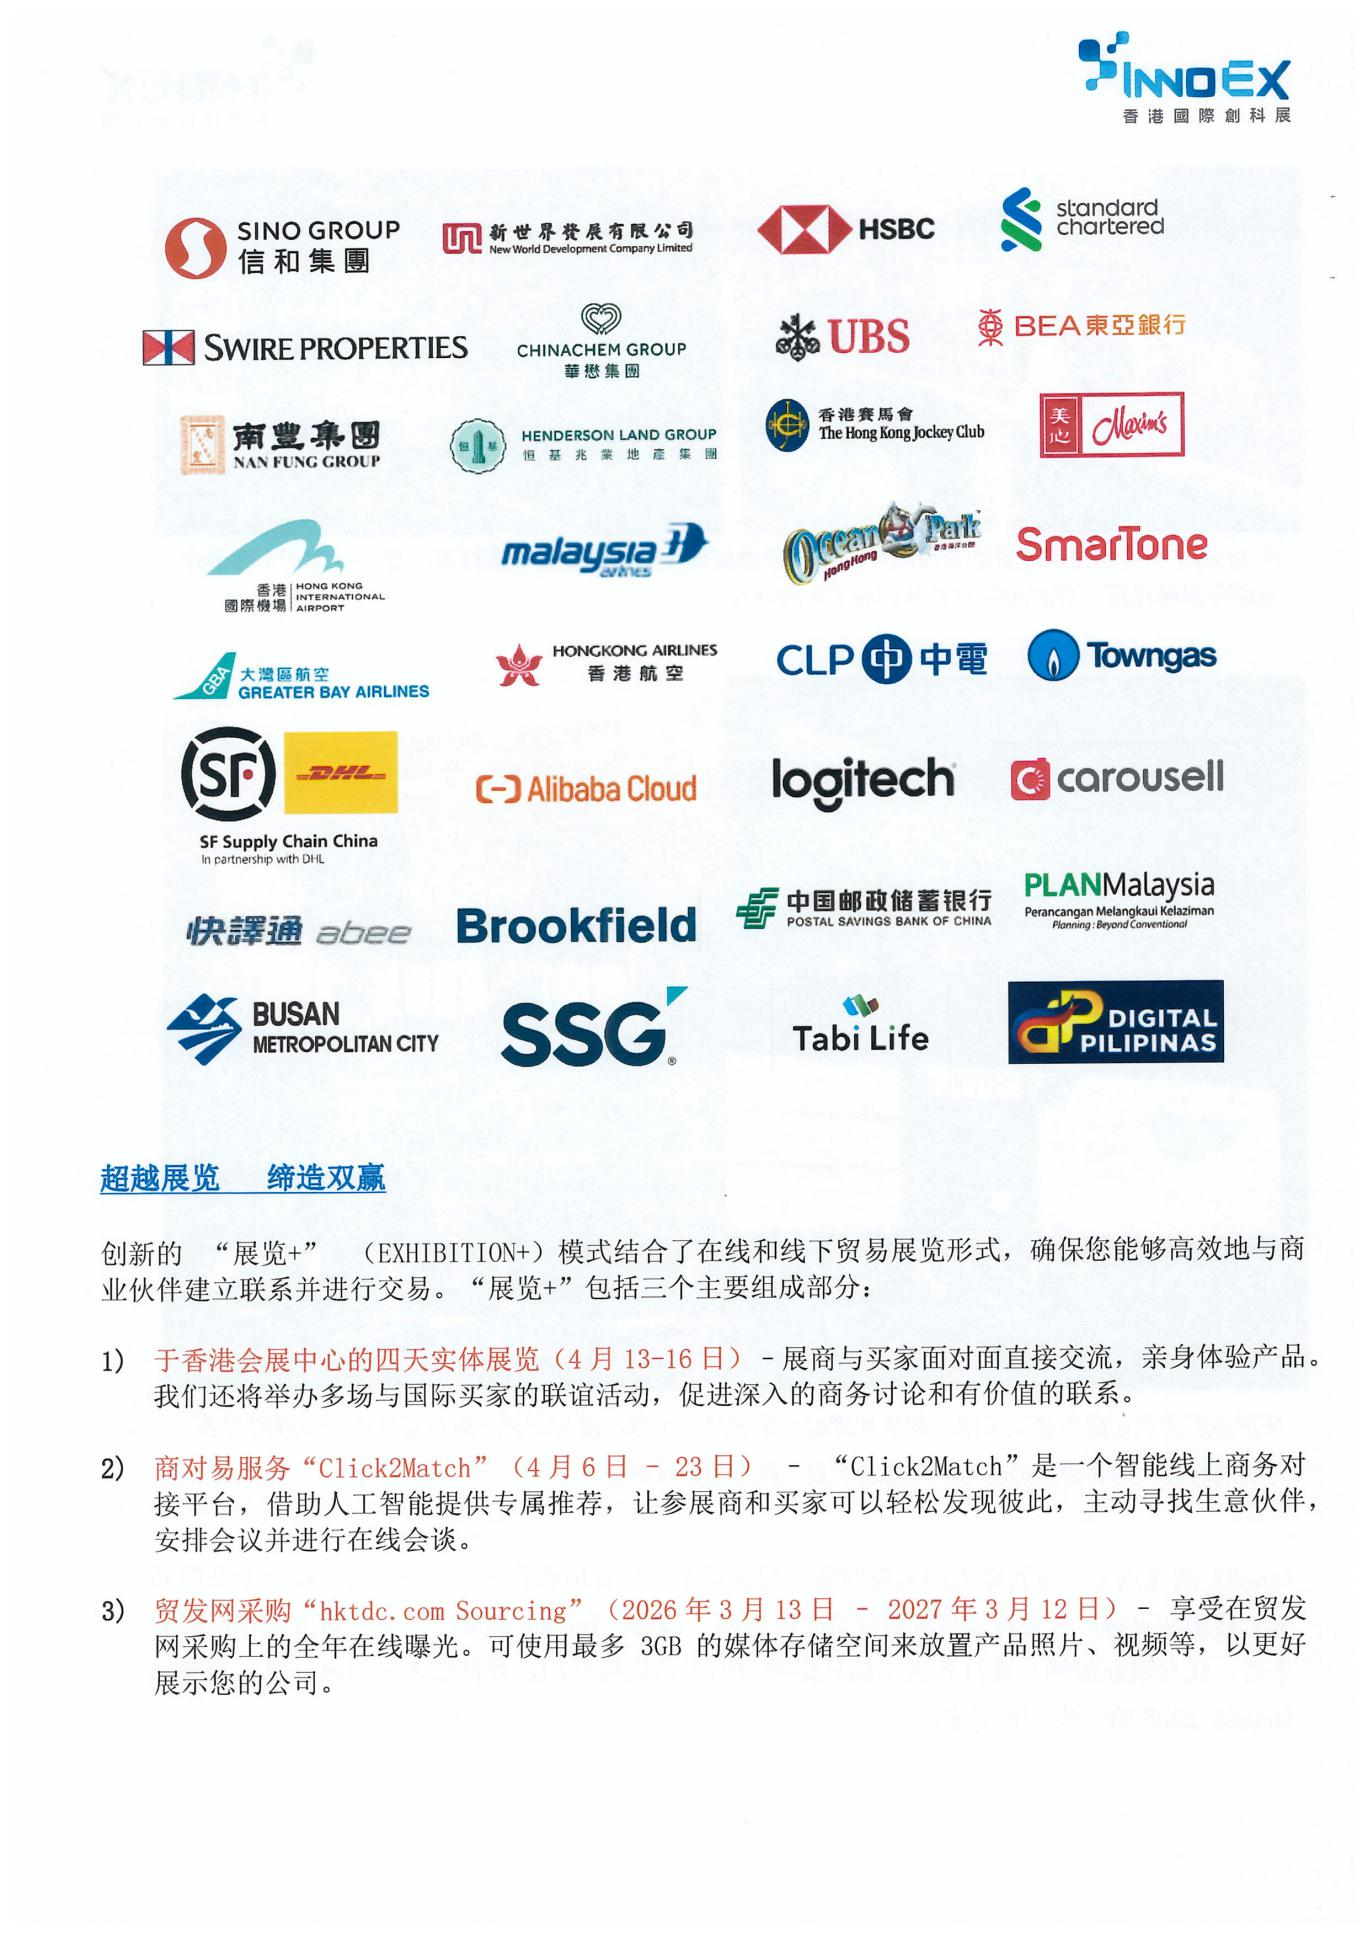 INNOEX
香港國際創科展
SINO GROUP
信和集團
新世界發展有限公司
New World Development Company Limited
HSBC
standard
chartered
SWIRE PROPERTIES
CHINACHEM GROUP
華懋集團
UBS
BEA東亞銀行
南豐集團
NAN FUNG GROUP
恒基
HENDERSON LAND GROUP
恒基兆業地產集團
香港賽馬會
The Hong Kong Jockey Club
美心
Maxim's
香港
國際機場
HONG KONG
INTERNATIONAL
AIRPORT
malaysia
airlines
Ocean Park
Hong Kong
香港海洋公園
SmarTone
GBA
大灣區航空
GREATER BAY AIRLINES
HONGKONG AIRLINES
香港航空
CLP 中電
Towngas
SF
DHL
SF Supply Chain China
In partnership with DHL
Alibaba Cloud
logitech
carousell
快譯通 abee
Brookfield
中国邮政储蓄银行
POSTAL SAVINGS BANK OF CHINA
PLANMalaysia
Perancangan Melangkaui Kelaziman
Planning : Beyond Conventional
BUSAN
METROPOLITAN CITY
SSG®
Tabi Life
DIGITAL
PILIPINAS
超越展览 缔造双赢
创新的 “展览+” （EXHIBITION+）模式结合了在线和线下贸易展览形式，确保您能够高效地与商
业伙伴建立联系并进行交易。“展览+”包括三个主要组成部分：
1) 于香港会展中心的四天实体展览（4 月 13-16 日）- 展商与买家面对面直接交流，亲身体验产品。
我们还将举办多场与国际买家的联谊活动，促进深入的商务讨论和有价值的联系。
2) 商对易服务“Click2Match”（4 月 6 日 - 23 日） - “Click2Match”是一个智能线上商务对
接平台，借助人工智能提供专属推荐，让参展商和买家可以轻松发现彼此，主动寻找生意伙伴，
安排会议并进行在线会谈。
3) 贸发网采购“hktdc.com Sourcing”（2026 年 3 月 13 日 - 2027 年 3 月 12 日）- 享受在贸发
网采购上的全年在线曝光。可使用最多 3GB 的媒体存储空间来放置产品照片、视频等，以更好
展示您的公司。